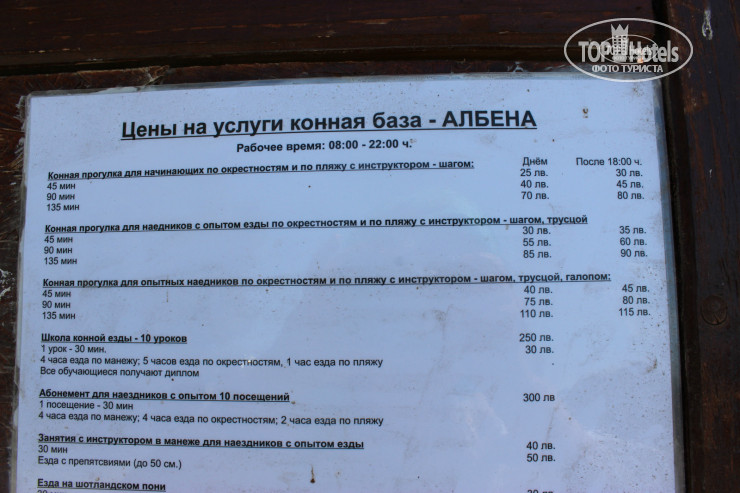 TOP Hotels
ФОТО ТУРИСТА
Цены на услуги конная база - АЛБЕНА
Рабочее время: 08:00 - 22:00 ч.
Днём После 18:00 ч.
Конная прогулка для начинающих по окрестностям и по пляжу с инструктором - шагом:
45 мин 25 лв. 30 лв.
90 мин 40 лв. 45 лв.
135 мин 70 лв. 80 лв.
Конная прогулка для наедников с опытом езды по окрестностям и по пляжу с инструктором - шагом, трусцой
45 мин 30 лв. 35 лв.
90 мин 55 лв. 60 лв.
135 мин 85 лв. 90 лв.
Конная прогулка для опытных наедников по окрестностям и по пляжу с инструктором - шагом, трусцой, галопом:
45 мин 40 лв. 45 лв.
90 мин 75 лв. 80 лв.
135 мин 110 лв. 115 лв.
Школа конной езды - 10 уроков 250 лв.
1 урок - 30 мин. 30 лв.
4 часа езда по манежу; 5 часов езда по окрестностям, 1 час езда по пляжу
Все обучающиеся получают диплом
Абонемент для наездников с опытом 10 посещений 300 лв
1 посещение - 30 мин
4 часа езда по манежу; 4 часа езда по окрестностям; 2 часа езда по пляжу
Занятия с инструктором в манеже для наездников с опытом езды
30 мин 40 лв.
Езда с препятсвиями (до 50 см.) 50 лв.
Езда на шотландском пони